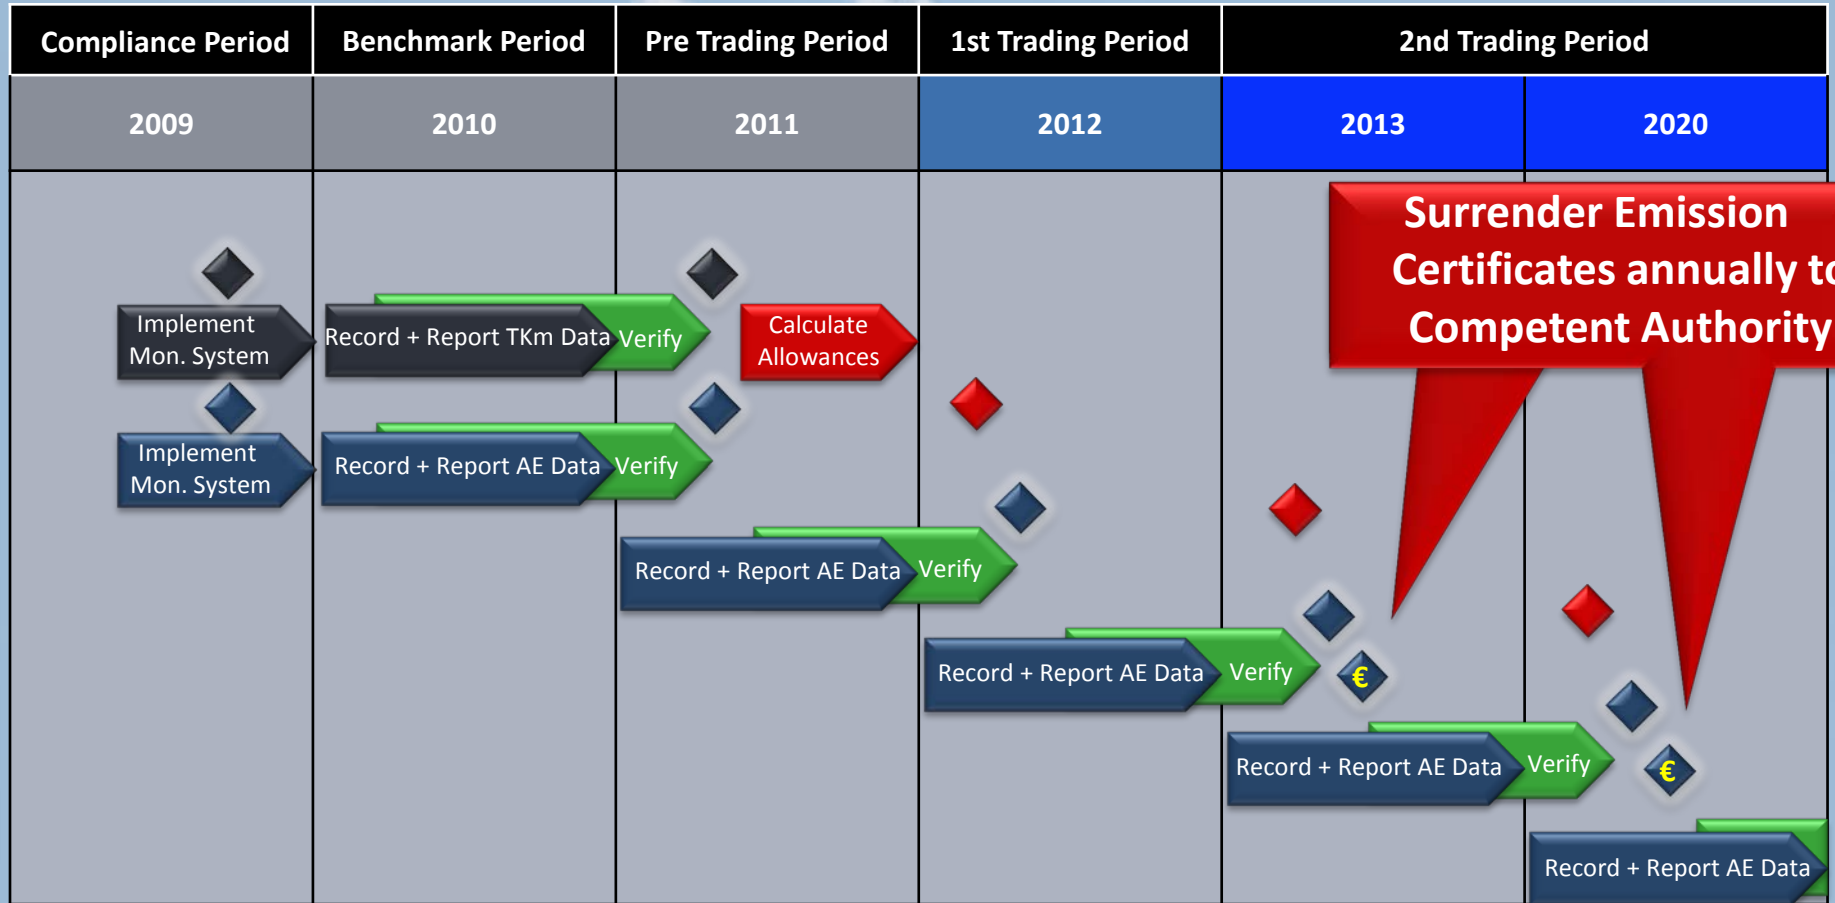 Compliance Period
Benchmark Period
Pre Trading Period
1st Trading Period
2nd Trading Period
2009
2010
2011
2012
2013
2020
Surrender Emission
Certificates annually to
Competent Authority
Implement
Mon. System
Record + Report TKm Data
Verify
Calculate
Allowances
Implement
Mon. System
Record + Report AE Data
Verify
Record + Report AE Data
Verify
Record + Report AE Data
Verify
€
Record + Report AE Data
Verify
€
Record + Report AE Data